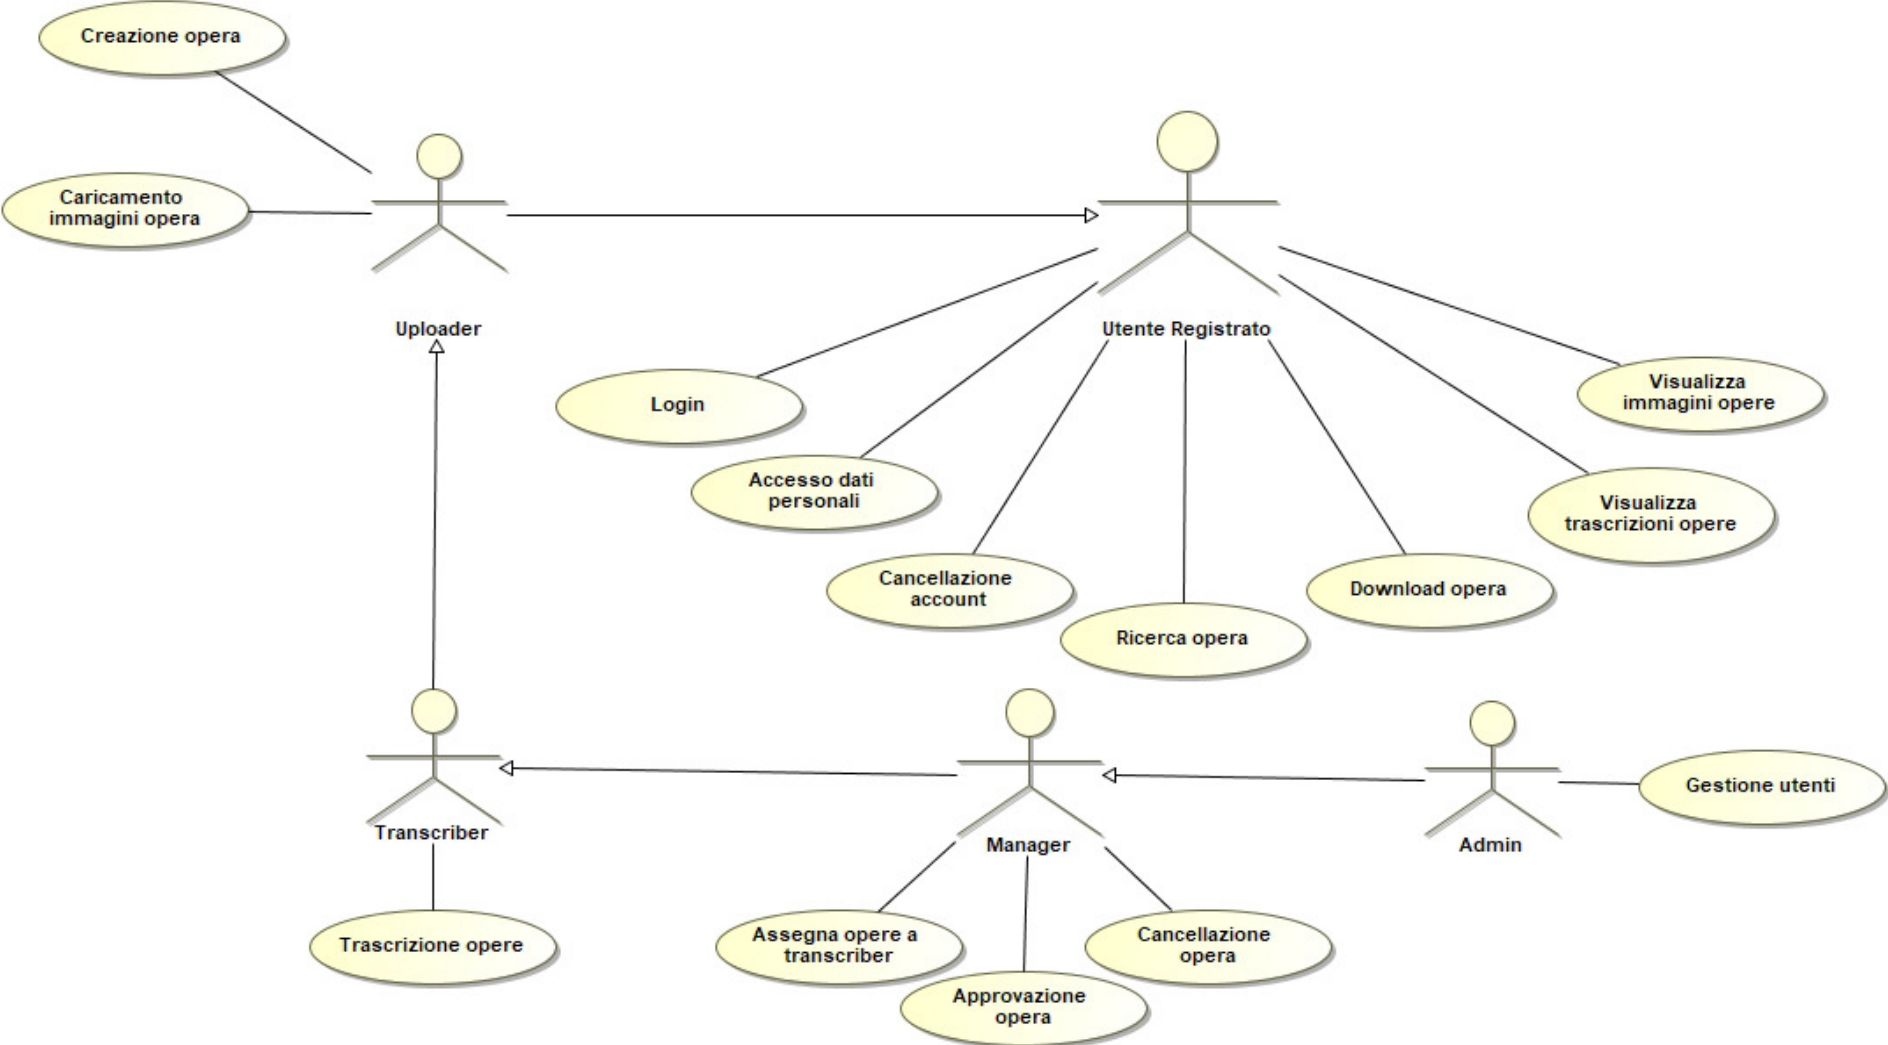 Creazione opera
Caricamento
immagini opera
Uploader
Utente Registrato
Login
Accesso dati
personali
Cancellazione
account
Ricerca opera
Download opera
Visualizza
trascrizioni opere
Visualizza
immagini opere
Transcriber
Manager
Admin
Gestione utenti
Trascrizione opere
Assegna opere a
transcriber
Approvazione
opera
Cancellazione
opera